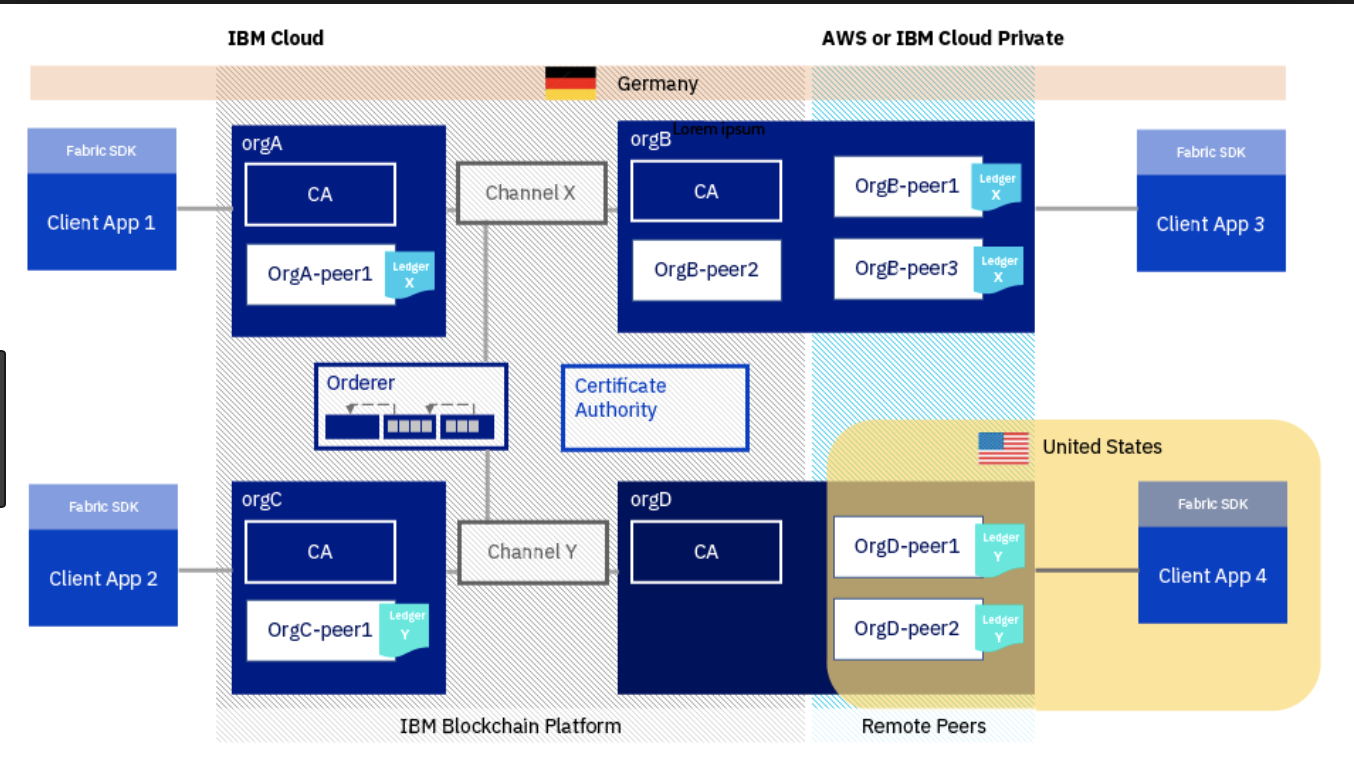 IBM Cloud
AWS or IBM Cloud Private
Germany
Lorem ipsum
Fabric SDK
Client App 1
orgA
CA
OrgA-peer1
Ledger
X
Channel X
orgB
CA
OrgB-peer2
OrgB-peer1
Ledger
X
OrgB-peer3
Ledger
X
Fabric SDK
Client App 3
Orderer
Certificate
Authority
United States
Fabric SDK
Client App 2
orgC
CA
OrgC-peer1
Ledger
Y
Channel Y
orgD
CA
OrgD-peer1
Ledger
Y
OrgD-peer2
Ledger
Y
Fabric SDK
Client App 4
IBM Blockchain Platform
Remote Peers